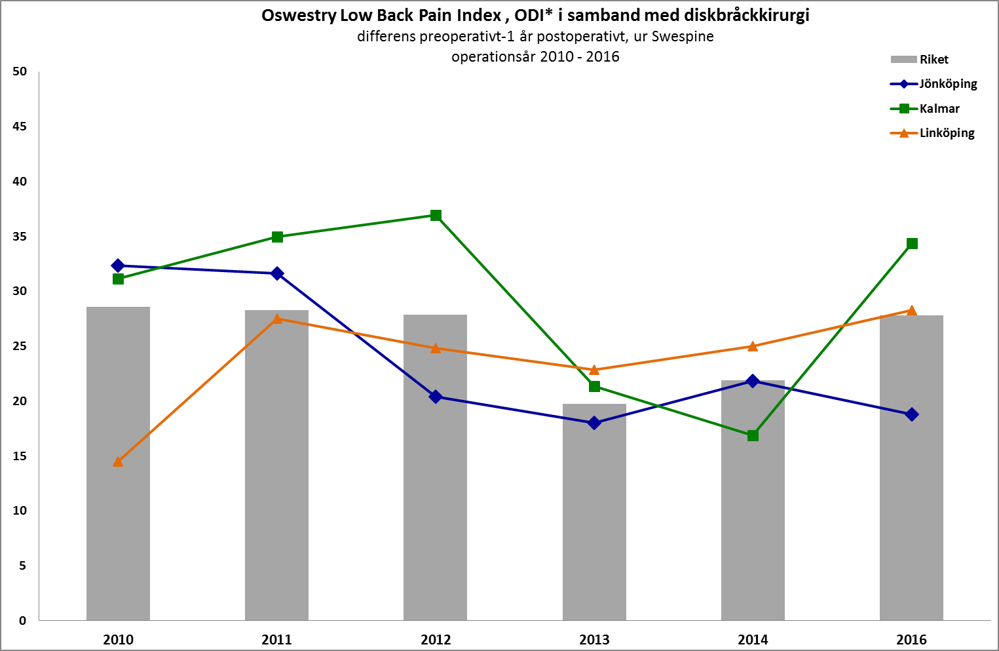 Oswestry Low Back Pain Index , ODI* i samband med diskbråckkirurgi
differens preoperativt-1 år postoperativt, ur Swespine
operationsår 2010 - 2016
Riket
Jönköping
Kalmar
Linköping
50
45
40
35
30
25
20
15
10
5
0
2010 2011 2012 2013 2014 2016